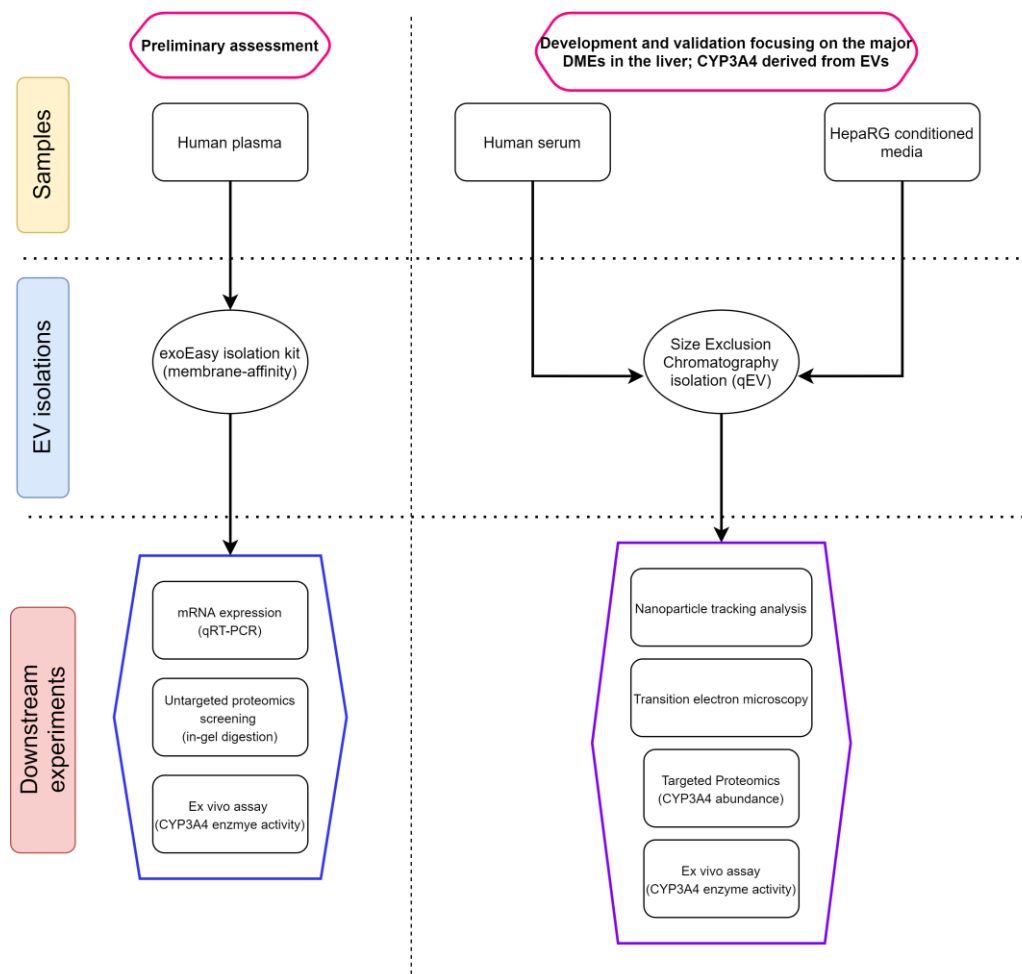 Preliminary assessment
Development and validation focusing on the major
DMEs in the liver; CYP3A4 derived from EVs
Samples
Human plasma
Human serum
HepaRG conditioned
media
EV isolations
exoEasy isolation kit
(membrane-affinity)
Size Exclusion
Chromatography
isolation (qEV)
Downstream
experiments
mRNA expression
(qRT-PCR)
Untargeted proteomics
screening
(in-gel digestion)
Ex vivo assay
(CYP3A4 enzmye activity)
Nanoparticle tracking analysis
Transition electron microscopy
Targeted Proteomics
(CYP3A4 abundance)
Ex vivo assay
(CYP3A4 enzyme activity)